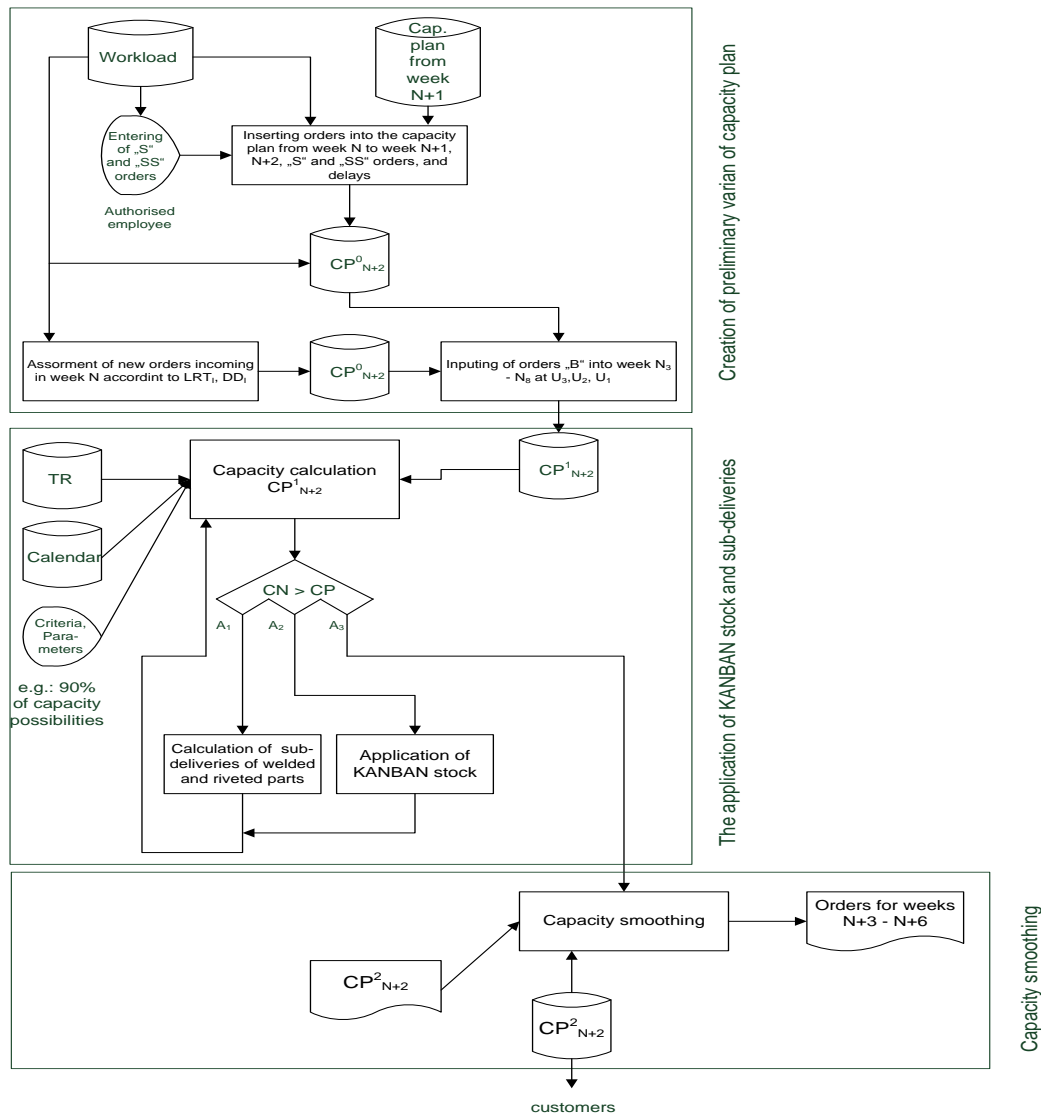 Workload
Cap.
plan
from
week
N+1
Entering
of „S“
and „SS“
orders
Authorised
employee
Inserting orders into the capacity
plan from week N to week N+1,
N+2, „S“ and „SS“ orders, and
delays
CP⁰N+2
Assorment of new orders incoming
in week N accordint to LRTI, DDI
CP⁰N+2
Inputing of orders „B“ into week N₃
- N₈ at U₃,U₂, U₁
Creation of preliminary varian of capacity plan
TR
Calendar
Criteria,
Para-
meters
e.g.: 90%
of capacity
possibilities
Capacity calculation
CP¹N+2
CP¹N+2
CN > CP
A₁
A₂
A₃
Calculation of sub-
deliveries of welded
and riveted parts
Application of
KANBAN stock
The application of KANBAN stock and sub-deliveries
Capacity smoothing
Orders for weeks
N+3 - N+6
CP²N+2
CP²N+2
customers
Capacity smoothing